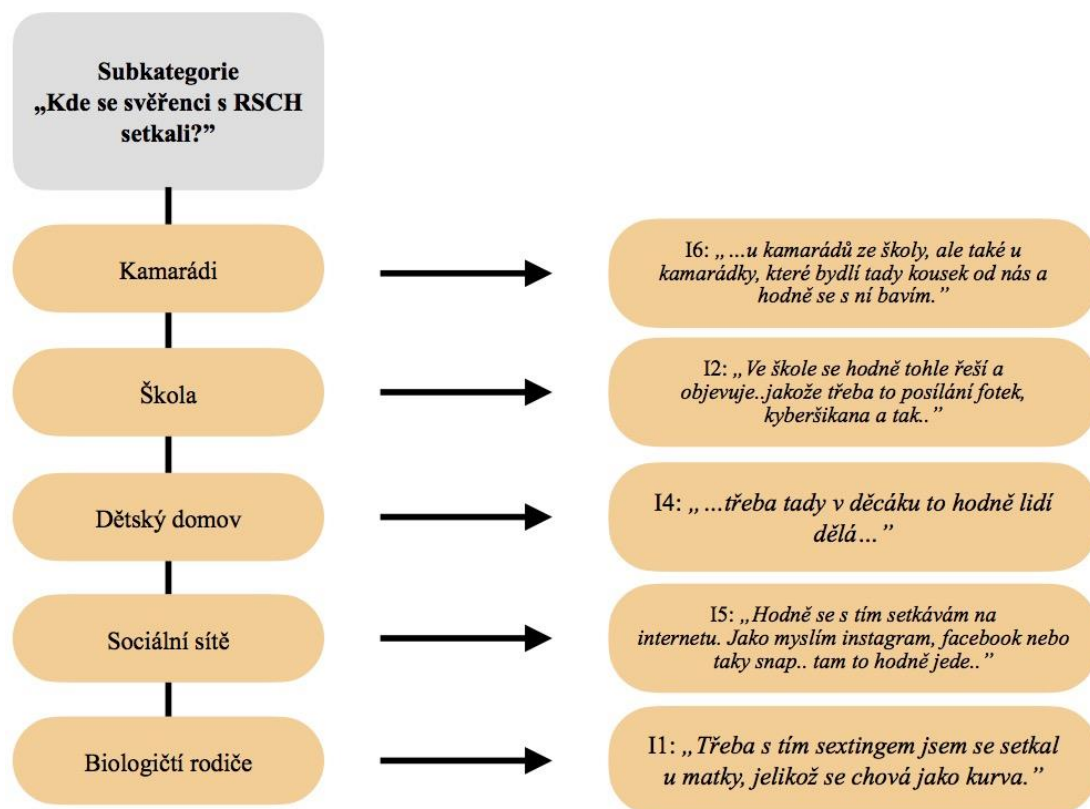 Subkategorie
„Kde se svěřenci s RSCH
setkali?”
Kamarádi
I6: „…u kamarádů ze školy, ale také u
kamarádky, které bydlí tady kousek od nás a
hodně se s ní bavím.”
Škola
I2: „Ve škole se hodně tohle řeší a
objevuje..jakože třeba to posílání fotek,
kyberšikana a tak..”
Dětský domov
I4: „…třeba tady v děcáku to hodně lidí
dělá…”
Sociální sítě
I5: „Hodně se s tím setkávám na
internetu. Jako myslím instagram, facebook nebo
taky snap.. tam to hodně jede..”
Biologičtí rodiče
I1: „Třeba s tím sextingem jsem se setkal
u matky, jelikož se chová jako kurva.”